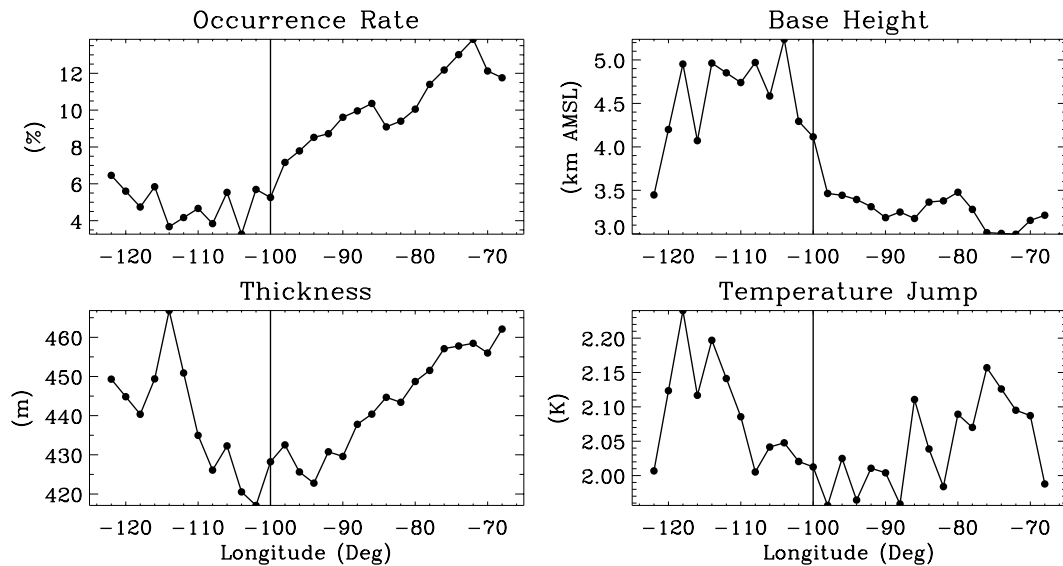 Occurrence Rate
(%)
12
10
8
6
4
-120 -110 -100 -90 -80 -70
Base Height
(km AMSL)
5.0
4.5
4.0
3.5
3.0
-120 -110 -100 -90 -80 -70
Thickness
(m)
460
450
440
430
420
-120 -110 -100 -90 -80 -70
Longitude (Deg)
Temperature Jump
(K)
2.20
2.15
2.10
2.05
2.00
-120 -110 -100 -90 -80 -70
Longitude (Deg)